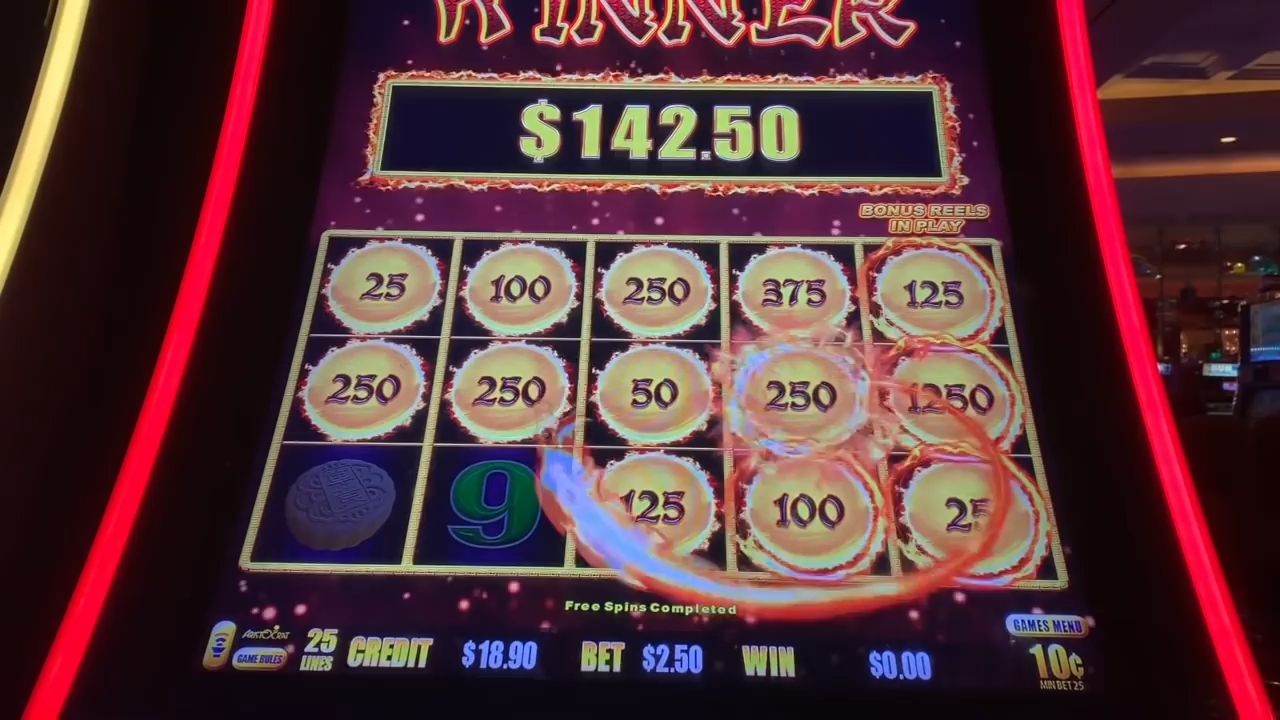 WINNER
$142.50
BONUS REELS
IN PLAY
25 100 250 375 125
250 250 50 250 1250
9 125 100
Free Spins Completed
ARISTOCRAT
GAME RULES
25
LINES
CREDIT $18.90 BET $2.50 WIN $0.00
GAMES MENU
10¢
MIN BET 25